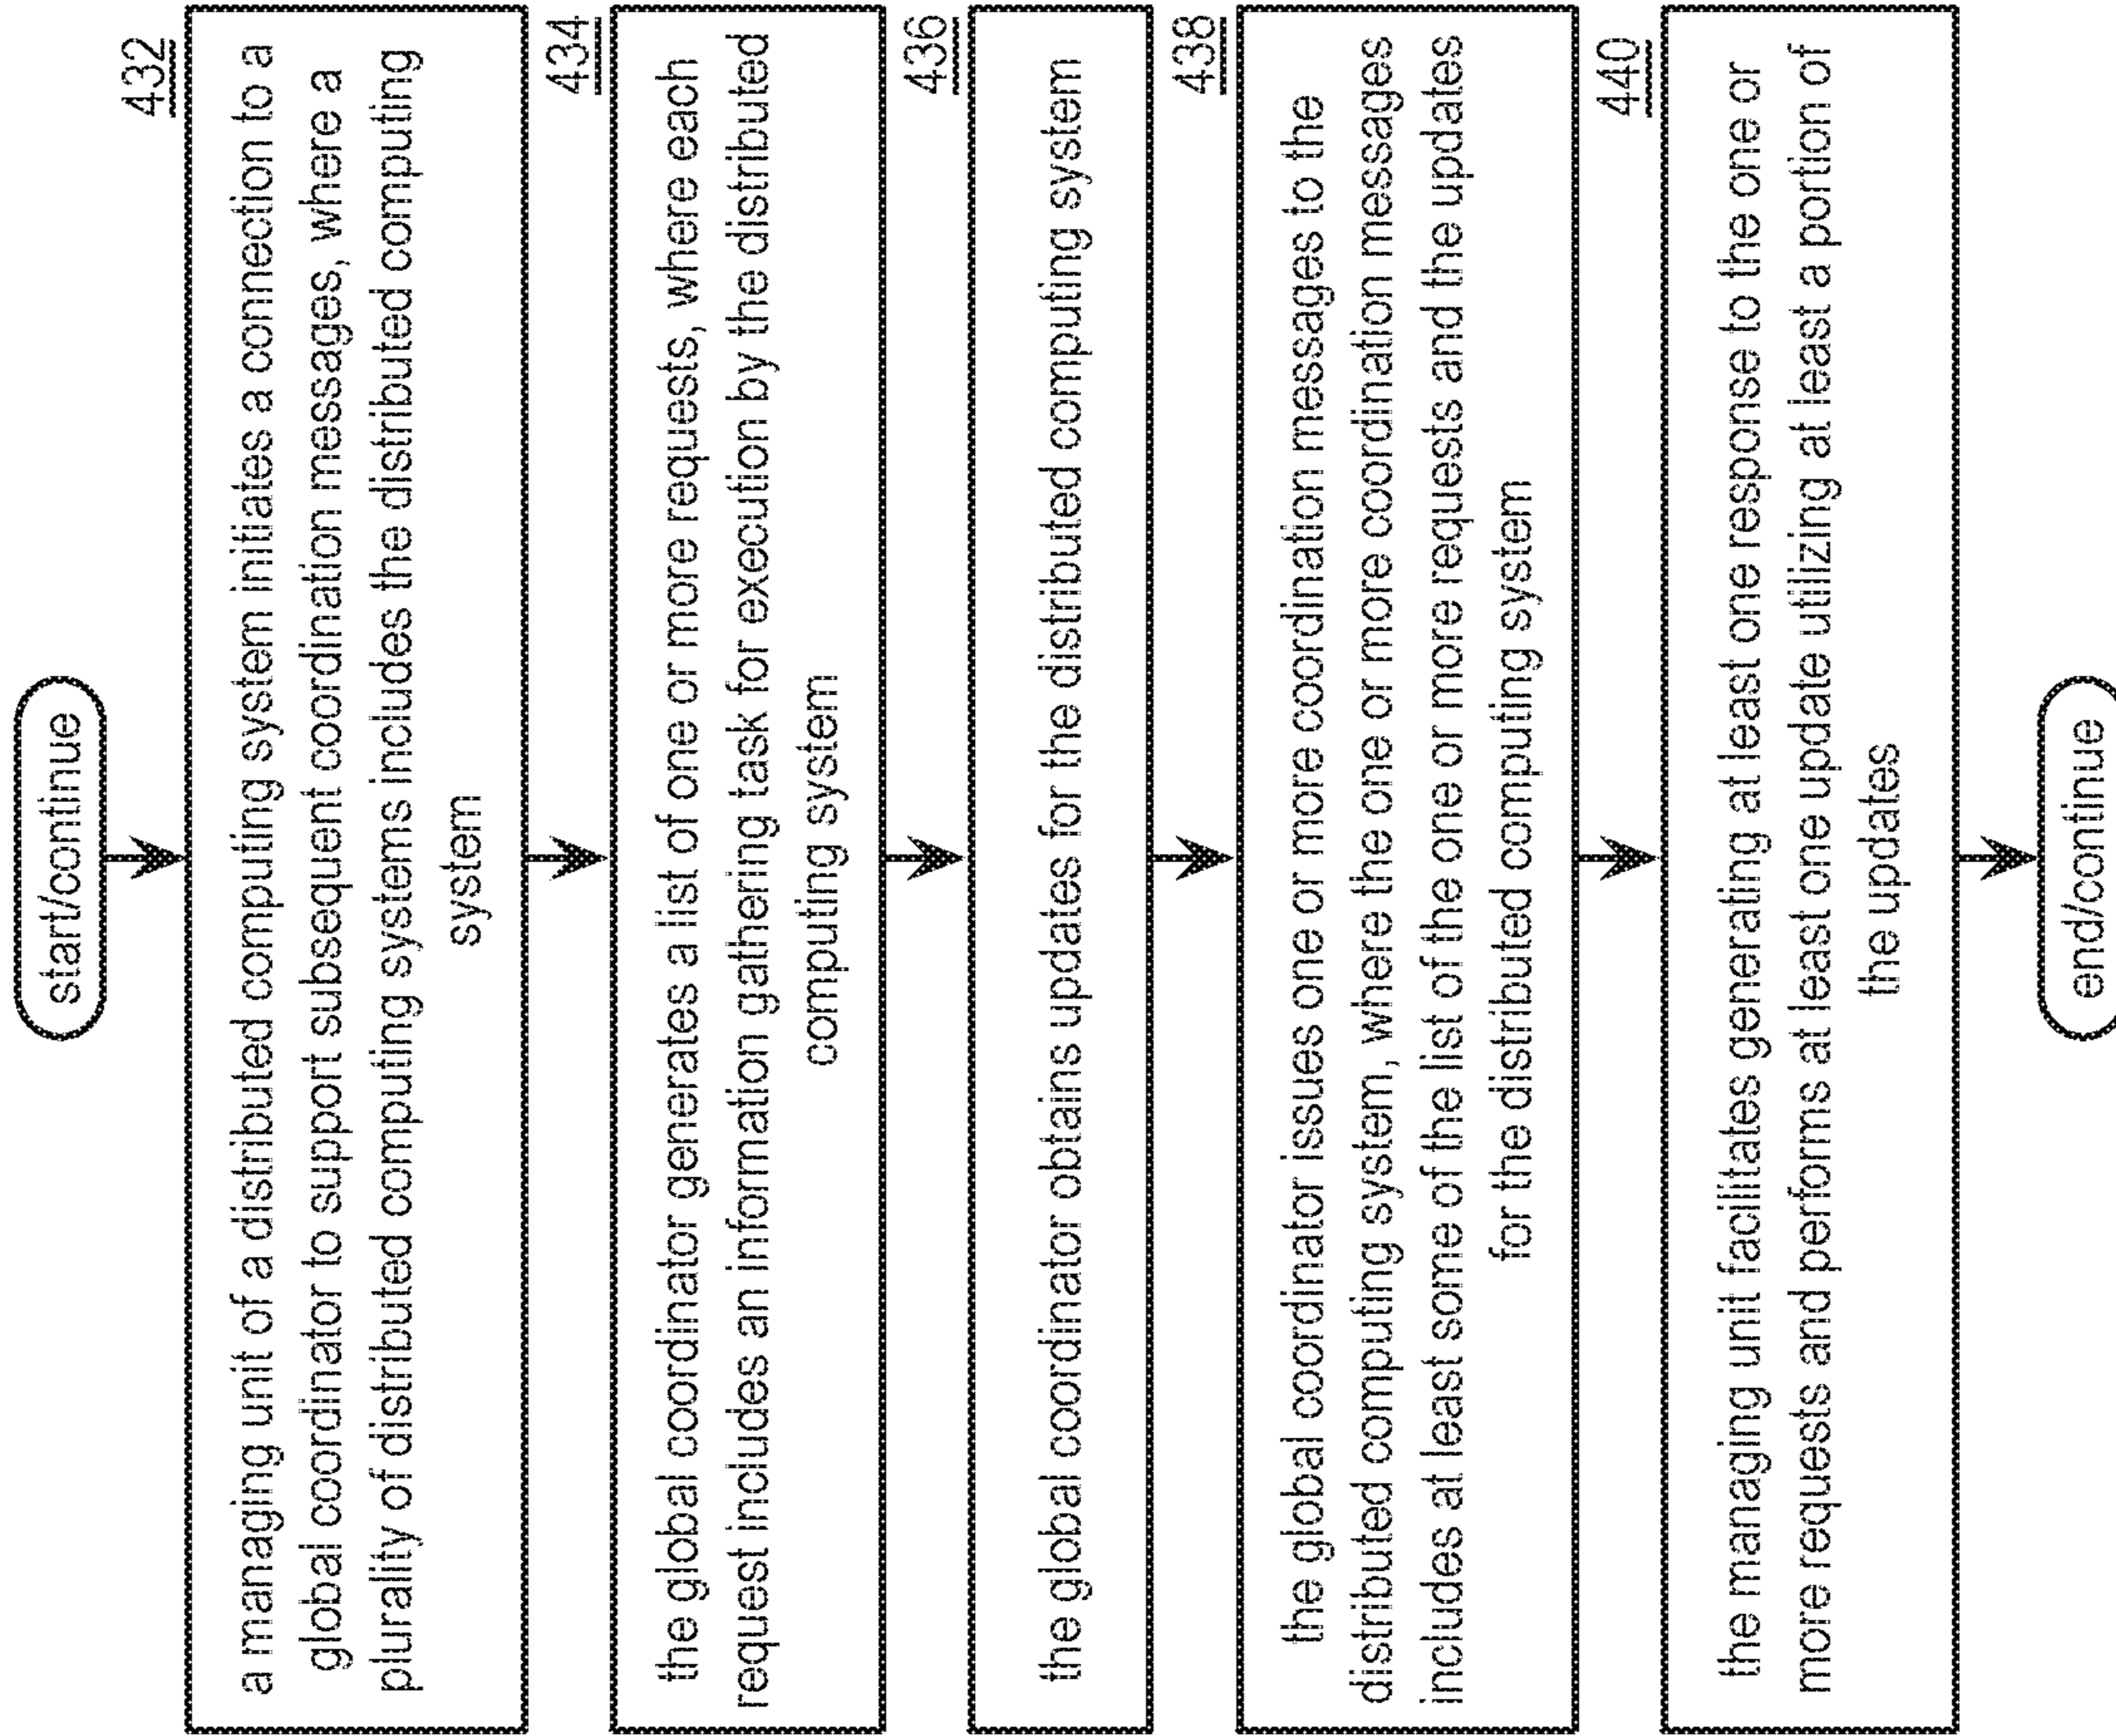 start/continue
432
a managing unit of a distributed computing system initiates a connection to a
global coordinator to support subsequent coordination messages, where a
plurality of distributed computing systems includes the distributed computing
system
434
the global coordinator generates a list of one or more requests, where each
request includes an information gathering task for execution by the distributed
computing system
436
the global coordinator obtains updates for the distributed computing system
438
the global coordinator issues one or more coordination messages to the
distributed computing system, where the one or more coordination messages
includes at least some of the list of the one or more requests and the updates
for the distributed computing system
440
the managing unit facilitates generating at least one response to the one or
more requests and performs at least one update utilizing at least a portion of
the updates
end/continue